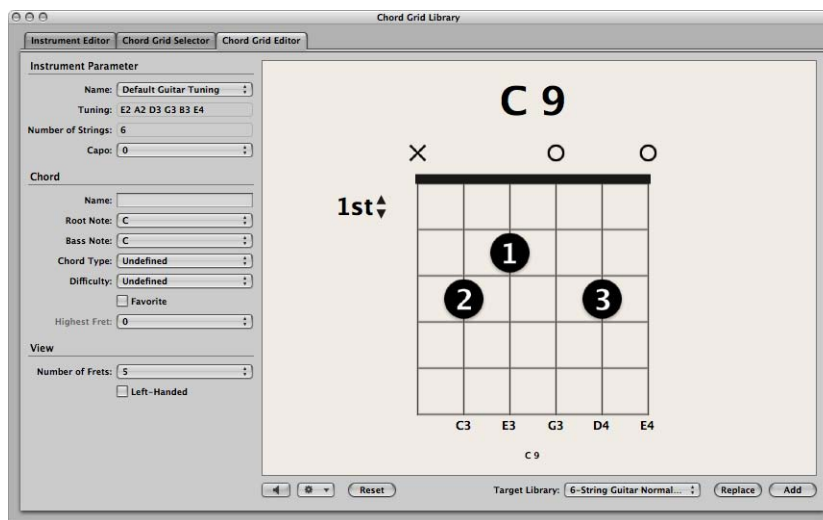 Chord Grid Library
Instrument Editor Chord Grid Selector Chord Grid Editor
Instrument Parameter
Name: Default Guitar Tuning
Tuning: E2 A2 D3 G3 B3 E4
Number of Strings: 6
Capo: 0
Chord
Name:
Root Note: C
Bass Note: C
Chord Type: Undefined
Difficulty: Undefined
Favorite
Highest Fret: 0
View
Number of Frets: 5
Left-Handed
C 9
1st
1
2 3
C3 E3 G3 D4 E4
C 9
Reset Target Library: 6-String Guitar Normal... Replace Add